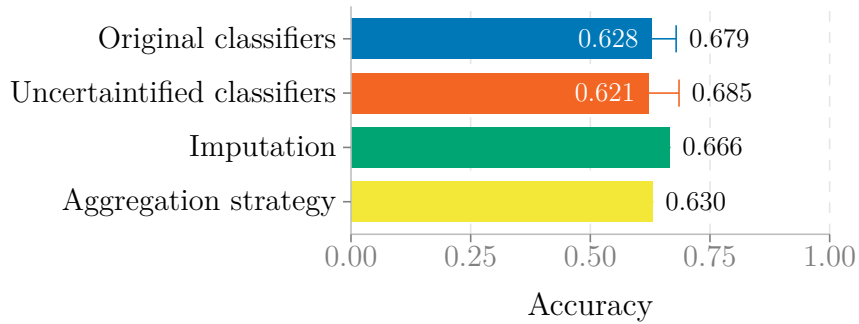 Original classifiers 0.628 0.679
Uncertaintified classifiers 0.621 0.685
Imputation 0.666
Aggregation strategy 0.630
0.00 0.25 0.50 0.75 1.00
Accuracy